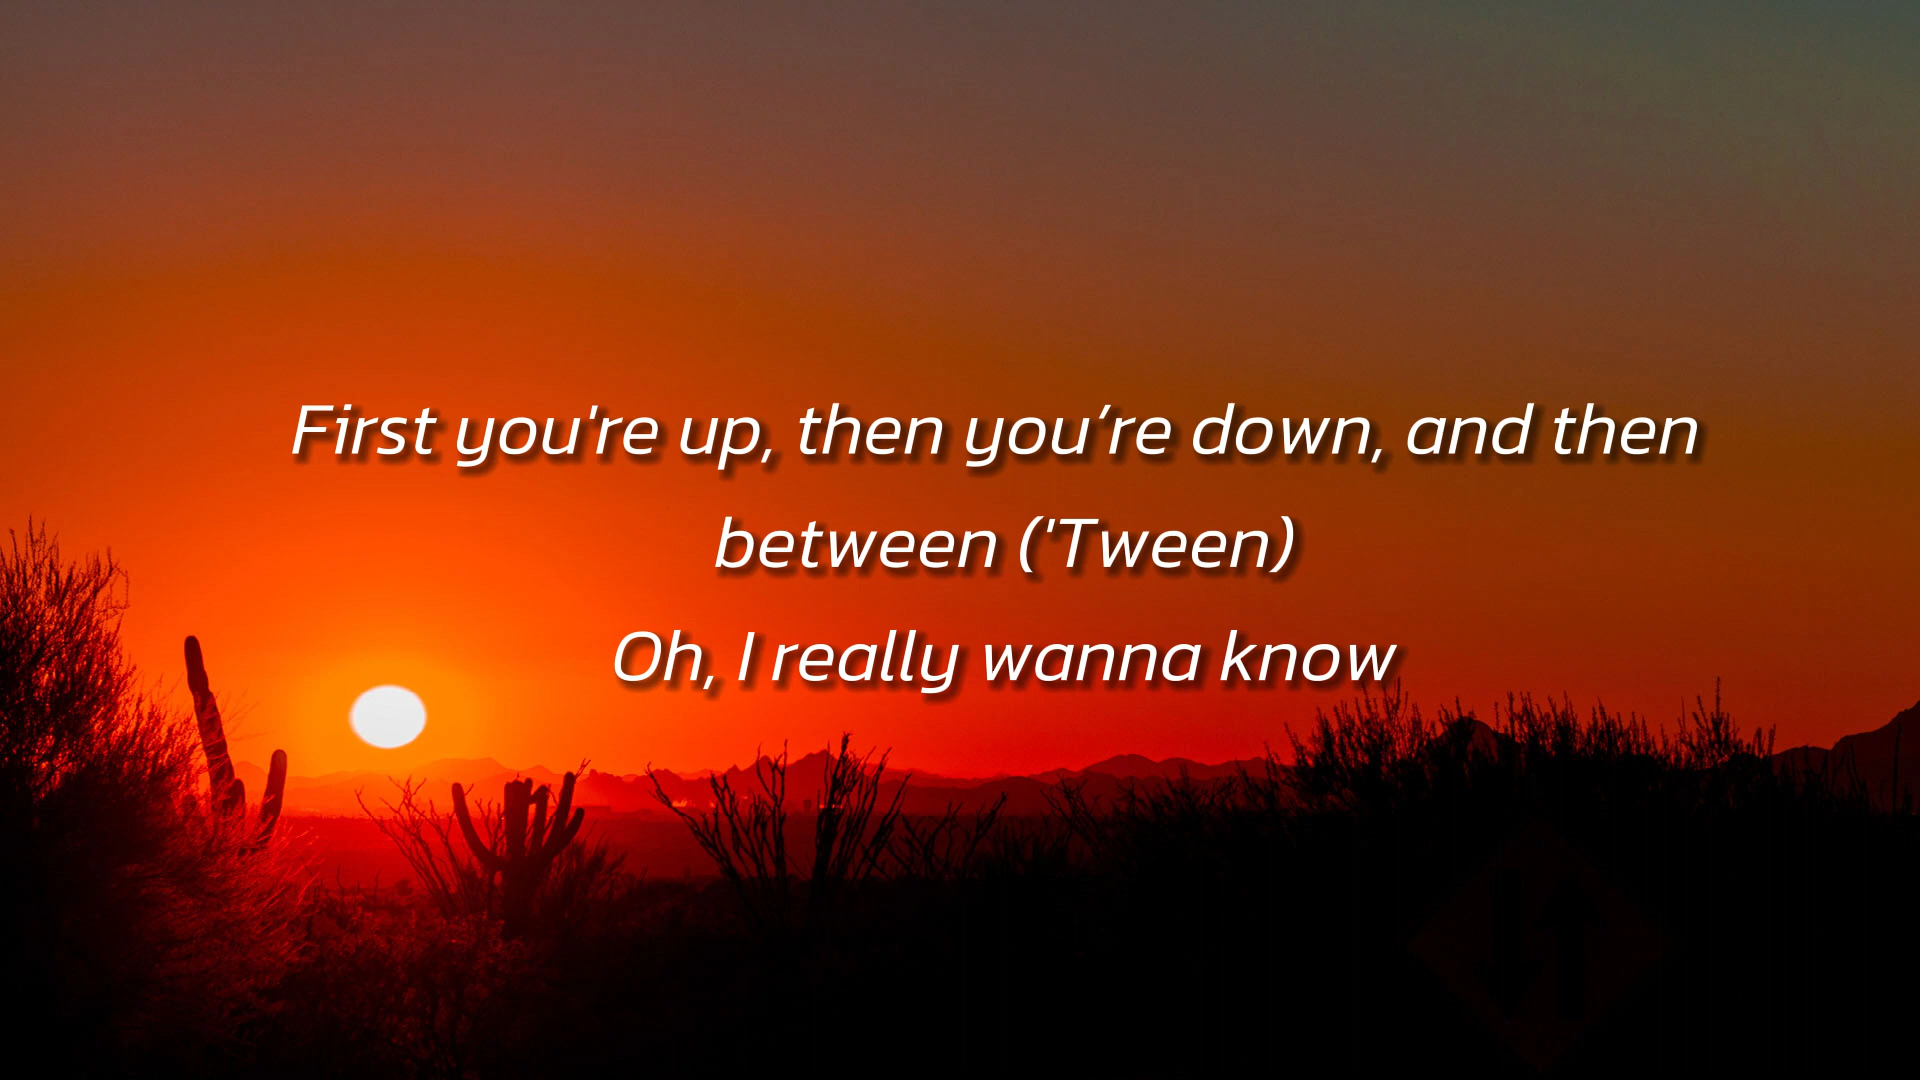 First you're up, then you’re down, and then
between ('Tween)
Oh, I really wanna know